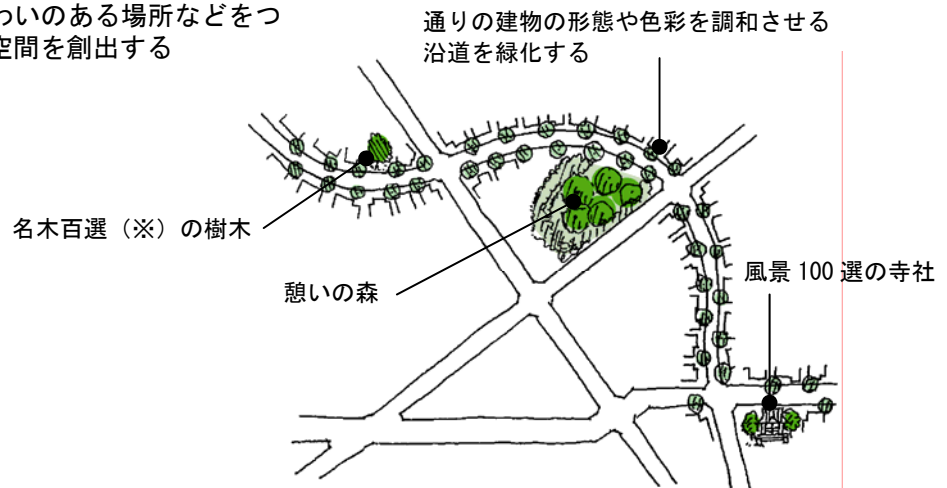 わいのある場所などをつ
空間を創出する
通りの建物の形態や色彩を調和させる
沿道を緑化する
名木百選（※）の樹木
憩いの森
風景 100 選の寺社